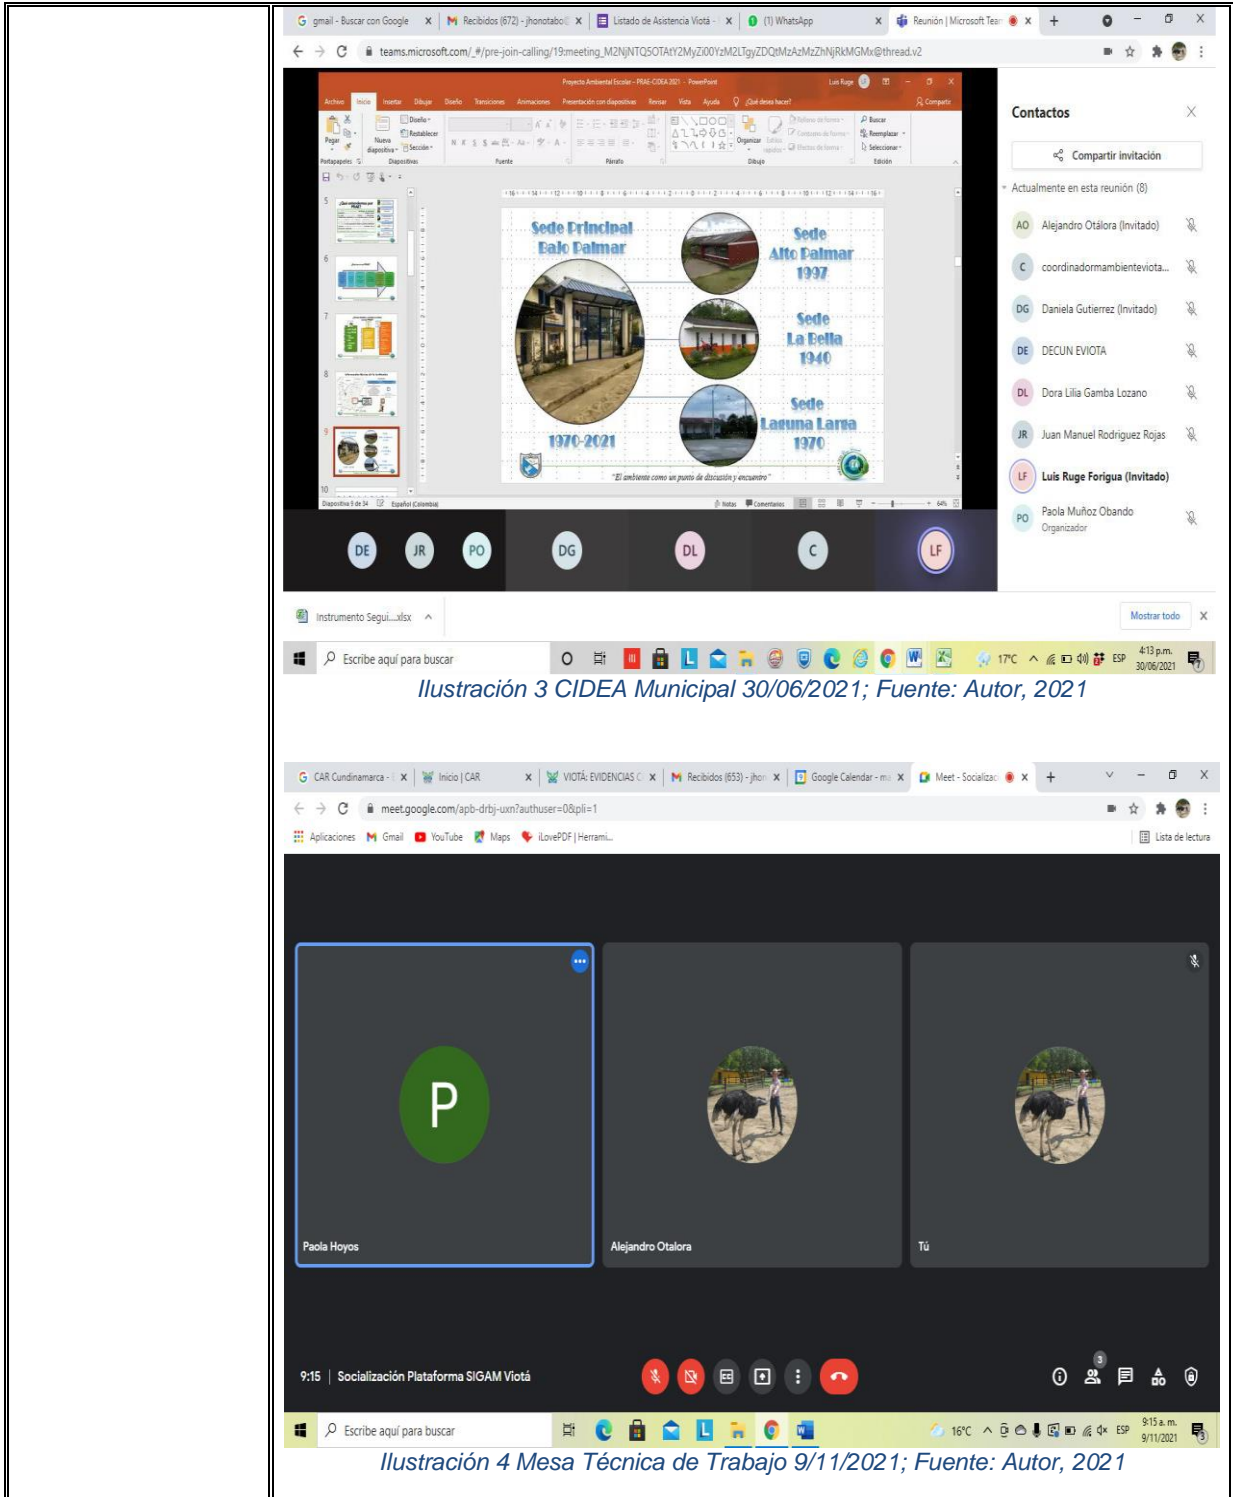 gmail - Buscar con Google
Recibidos (672) - jhonotabo
Listado de Asistencia Viotá -
(1) WhatsApp
Reunión | Microsoft Tea
teams.microsoft.com/_#/pre-join-calling/19:meeting_M2NjNTQ5OTAtY2MyZi00YzM2LTgyZDQtMzAzMzZhNjRkMGMx@thread.v2
Proyecto Ambiental Escolar - PRAE-CIDEA 2021 - PowerPoint
Luis Ruge
Archivo Inicio Insertar Dibujo Diseño Transiciones Animaciones Presentación con diapositivas Revisar Vista Ayuda ¿Qué desea hacer? Compartir
Pegar
Nueva diapositiva
Diseño
Restablecer
Sección
Organizar
Buscar
Reemplazar
Seleccionar
Portapapeles Diapositivas Fuente Párrafo Dibujo Edición
5
6
7
8
9
10
Sede Principal
Bajo Palmar
1970-2021
Sede
Alto Palmar
1997
Sede
La Bella
1940
Sede
Laguna Larga
1970
"El ambiente como un punto de discusión y encuentro"
Diapositiva 9 de 34 Español (Colombia) Notas Comentarios 64%
DE JR PO DG DL C LF
Contactos
Compartir invitación
Actualmente en esta reunión (8)
AO Alejandro Otálora (Invitado)
C coordinadormambienteviota...
DG Daniela Gutierrez (Invitado)
DE DECUN EVIOTA
DL Dora Lilia Gamba Lozano
JR Juan Manuel Rodriguez Rojas
LF Luis Ruge Forigua (Invitado)
PO Paola Muñoz Obando
Organizador
Instrumento Segui....xlsx
Mostrar todo
Escribe aquí para buscar
17°C ESP 4:13 p.m.
30/06/2021
Ilustración 3 CIDEA Municipal 30/06/2021; Fuente: Autor, 2021
CAR Cundinamarca -
Inicio | CAR
VIOTÁ: EVIDENCIAS C
Recibidos (653) - jhon
Google Calendar - ma
Meet - Socializac
meet.google.com/apb-drbj-uxn?authuser=0&pli=1
Aplicaciones Gmail YouTube Maps iLovePDF | Herrami... Lista de lectura
P
Paola Hoyos
Alejandro Otalora
Tú
9:15 | Socialización Plataforma SIGAM Viotá
3
Escribe aquí para buscar
16°C ESP 9:15 a. m.
9/11/2021
Ilustración 4 Mesa Técnica de Trabajo 9/11/2021; Fuente: Autor, 2021